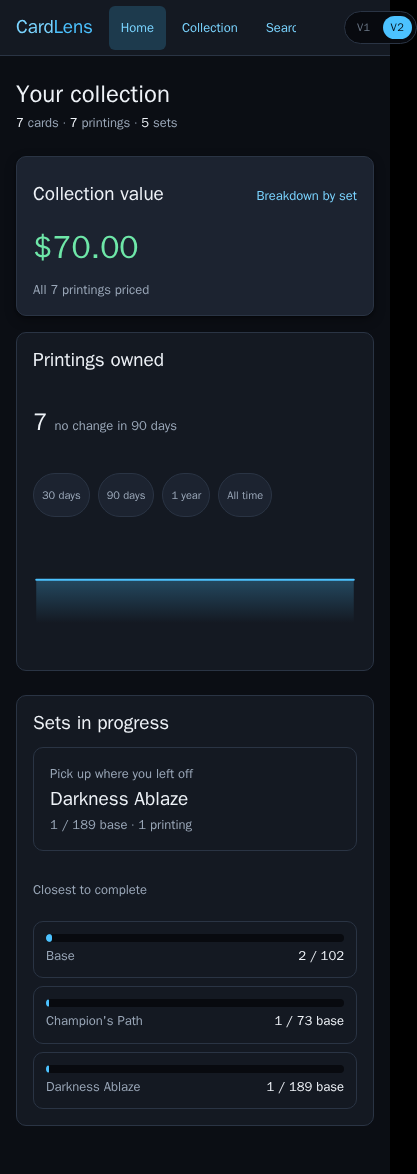 CardLens Home Collection Searc V1 V2
Your collection
7 cards · 7 printings · 5 sets
Collection value Breakdown by set
$70.00
All 7 printings priced
Printings owned
7 no change in 90 days
30 days 90 days 1 year All time
Sets in progress
Pick up where you left off
Darkness Ablaze
1 / 189 base · 1 printing
Closest to complete
Base 2 / 102
Champion's Path 1 / 73 base
Darkness Ablaze 1 / 189 base